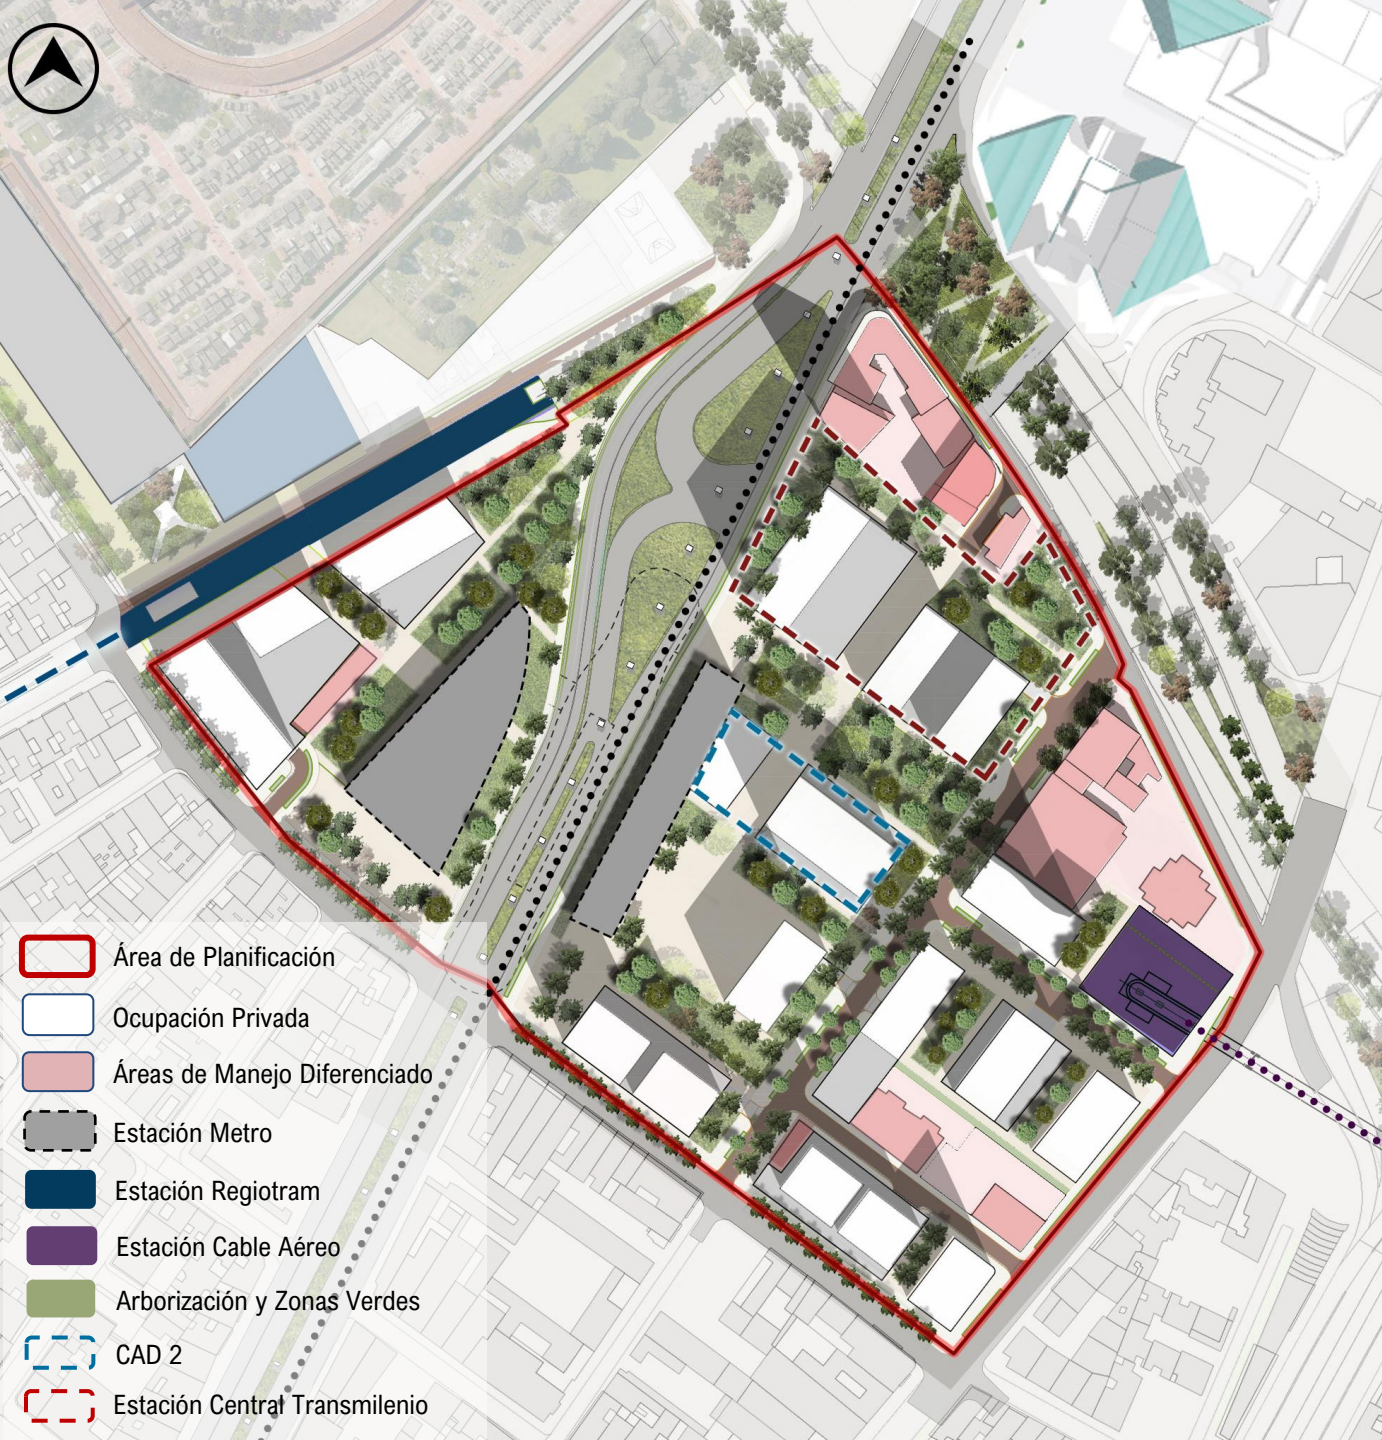 Área de Planificación
Ocupación Privada
Áreas de Manejo Diferenciado
Estación Metro
Estación Regiotram
Estación Cable Aéreo
Arborización y Zonas Verdes
CAD 2
Estación Central Transmilenio